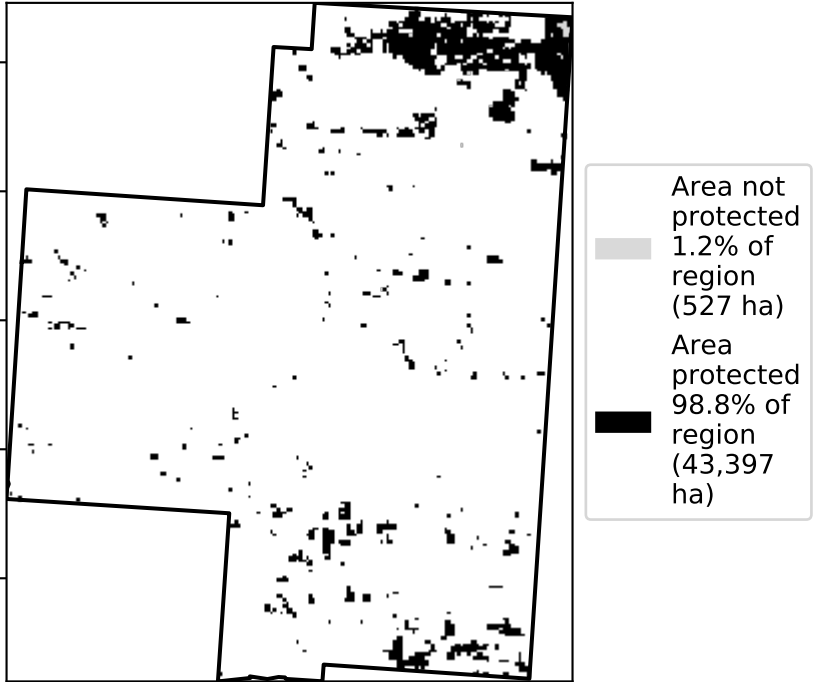 Area not
protected
1.2% of
region
(527 ha)
Area
protected
98.8% of
region
(43,397
ha)